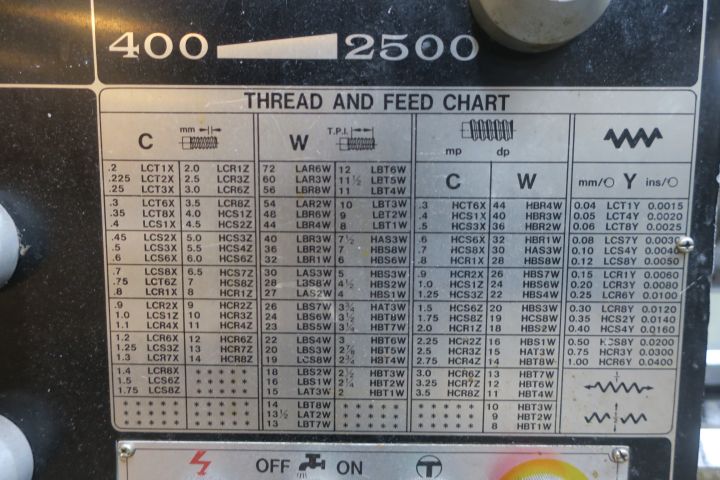 400 2500
THREAD AND FEED CHART
mm T.P.I.
C W mp dp
C W mm/○ Y ins/○
.2 LCT1X 2.0 LCR1Z 72 LAR6W 12 LBT6W
.225 LCT2X 2.5 LCR3Z 60 LAR3W 11½ LBT5W
.25 LCT3X 3.0 LCR6Z 56 LBR8W 11 LBT4W
.3 LCT6X 3.5 LCR8Z 54 LAR2W 10 LBT3W .3 HCT6X 44 HBR4W 0.04 LCT1Y 0.0015
.35 LCT8X 4.0 HCS1Z 48 LBR6W 9 LBT2W .4 HCS1X 40 HBR3W 0.05 LCT4Y 0.0020
.4 LCS1X 4.5 HCS2Z 44 LBR4W 8 LBT1W .5 HCS3X 36 HBR2W 0.06 LCT8Y 0.0025
.45 LCS2X 5.0 HCS3Z 40 LBR3W 7½ HAS3W .6 HCS6X 32 HBR1W 0.08 LCS7Y 0.0030
.5 LCS3X 5.5 HCS4Z 36 LBR2W 7 HBS8W .7 HCS8X 30 HAS3W 0.10 LCS4Y 0.0040
.6 LCS6X 6.0 HCS6Z 32 LBR1W 6 HBS6W .8 HCR1X 28 HBS8W 0.12 LCS8Y 0.0050
.7 LCS8X 6.5 HCS7Z 30 LAS3W 5 HBS3W .9 HCR2X 26 HBS7W 0.15 LCR1Y 0.0060
.75 LCT6Z 7 HCS8Z 28 LBS8W 4½ HBS2W 1.0 HCS1Z 24 HBS6W 0.20 LCR3Y 0.0080
.8 LCR1X 8 HCR1Z 27 LAS2W 4 HBS1W 1.25 HCS3Z 22 HBS4W 0.25 LCR6Y 0.0100
.9 LCR2X 9 HCR2Z 26 LBS7W 3¾ HAT3W 1.5 HCS6Z 20 HBS3W 0.30 LCR8Y 0.0120
1.0 LCS1Z 10 HCR3Z 24 LBS6W 3½ HBT8W 1.75 HCS8Z 19 HCS8W 0.35 HCS2Y 0.0140
1.1 LCR4X 11 HCR4Z 23 LBS5W 3¼ HBT7W 2.0 HCR1Z 18 HBS2W 0.40 HCS4Y 0.0160
1.2 LCR6X 12 HCR6Z 22 LBS4W 3 HBT6W 2.25 HCR2Z 16 HBS1W 0.50 HCS8Y 0.0200
1.25 LCS3Z 13 HCR7Z 20 LBS3W 2⅞ HBT5W 2.5 HCR3Z 15 HAT3W 0.75 HCR3Y 0.0300
1.3 LCR7X 14 HCR8Z 19 LCS8W 2¾ HBT4W 2.75 HCR4Z 14 HBT8W 1.00 HCR6Y 0.0400
1.4 LCR8X * * * * * 18 LBS2W 2½ HBT3W 3.0 HCR6Z 13 HBT7W
1.5 LCS6Z * * * * * 16 LBS1W 2¼ HBT2W 3.25 HCR7Z 12 HBT6W
1.75 LCS8Z * * * * * 15 LAT3W 2 HBT1W 3.5 HCR8Z 11 HBT4W
* * * * * * * * * * 14 LBT8W * * * * * * * * * * 10 HBT3W
* * * * * * * * * * 13½ LAT2W * * * * * * * * * * 9 HBT2W
* * * * * * * * * * 13 LBT7W * * * * * * * * * * 8 HBT1W
OFF ON T